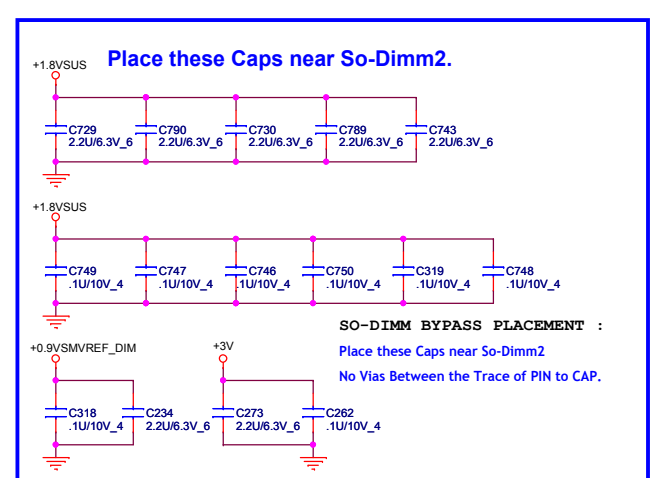 Place these Caps near So-Dimm2.
+1.8VSUS
C729 C790 C730 C789 C743
2.2U/6.3V_6 2.2U/6.3V_6 2.2U/6.3V_6 2.2U/6.3V_6 2.2U/6.3V_6
+1.8VSUS
C749 C747 C746 C750 C319 C748
.1U/10V_4 .1U/10V_4 .1U/10V_4 .1U/10V_4 .1U/10V_4 .1U/10V_4
SO-DIMM BYPASS PLACEMENT :
Place these Caps near So-Dimm2
No Vias Between the Trace of PIN to CAP.
+0.9VSMVREF_DIM +3V
C318 C234 C273 C262
.1U/10V_4 2.2U/6.3V_6 2.2U/6.3V_6 .1U/10V_4